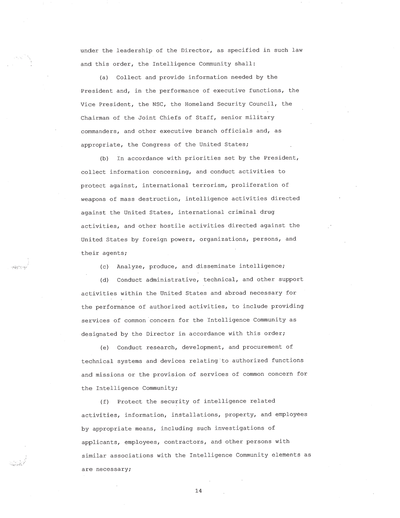 under the leadership of the Director, as specified in such law
and this order, the Intelligence Community shall:
(a) Collect and provide information needed by the
President and, in the performance of executive functions, the
Vice President, the NSC, the Homeland Security Council, the
Chairman of the Joint Chiefs of Staff, senior military
commanders, and other executive branch officials and, as
appropriate, the Congress of the United States;
(b) In accordance with priorities set by the President,
collect information concerning, and conduct activities to
protect against, international terrorism, proliferation of
weapons of mass destruction, intelligence activities directed
against the United States, international criminal drug
activities, and other hostile activities directed against the
United States by foreign powers, organizations, persons, and
their agents;
(c) Analyze, produce, and disseminate intelligence;
(d) Conduct administrative, technical, and other support
activities within the United States and abroad necessary for
the performance of authorized activities, to include providing
services of common concern for the Intelligence Community as
designated by the Director in accordance with this order;
(e) Conduct research, development, and procurement of
technical systems and devices relating to authorized functions
and missions or the provision of services of common concern for
the Intelligence Community;
(f) Protect the security of intelligence related
activities, information, installations, property, and employees
by appropriate means, including such investigations of
applicants, employees, contractors, and other persons with
similar associations with the Intelligence Community elements as
are necessary;
14